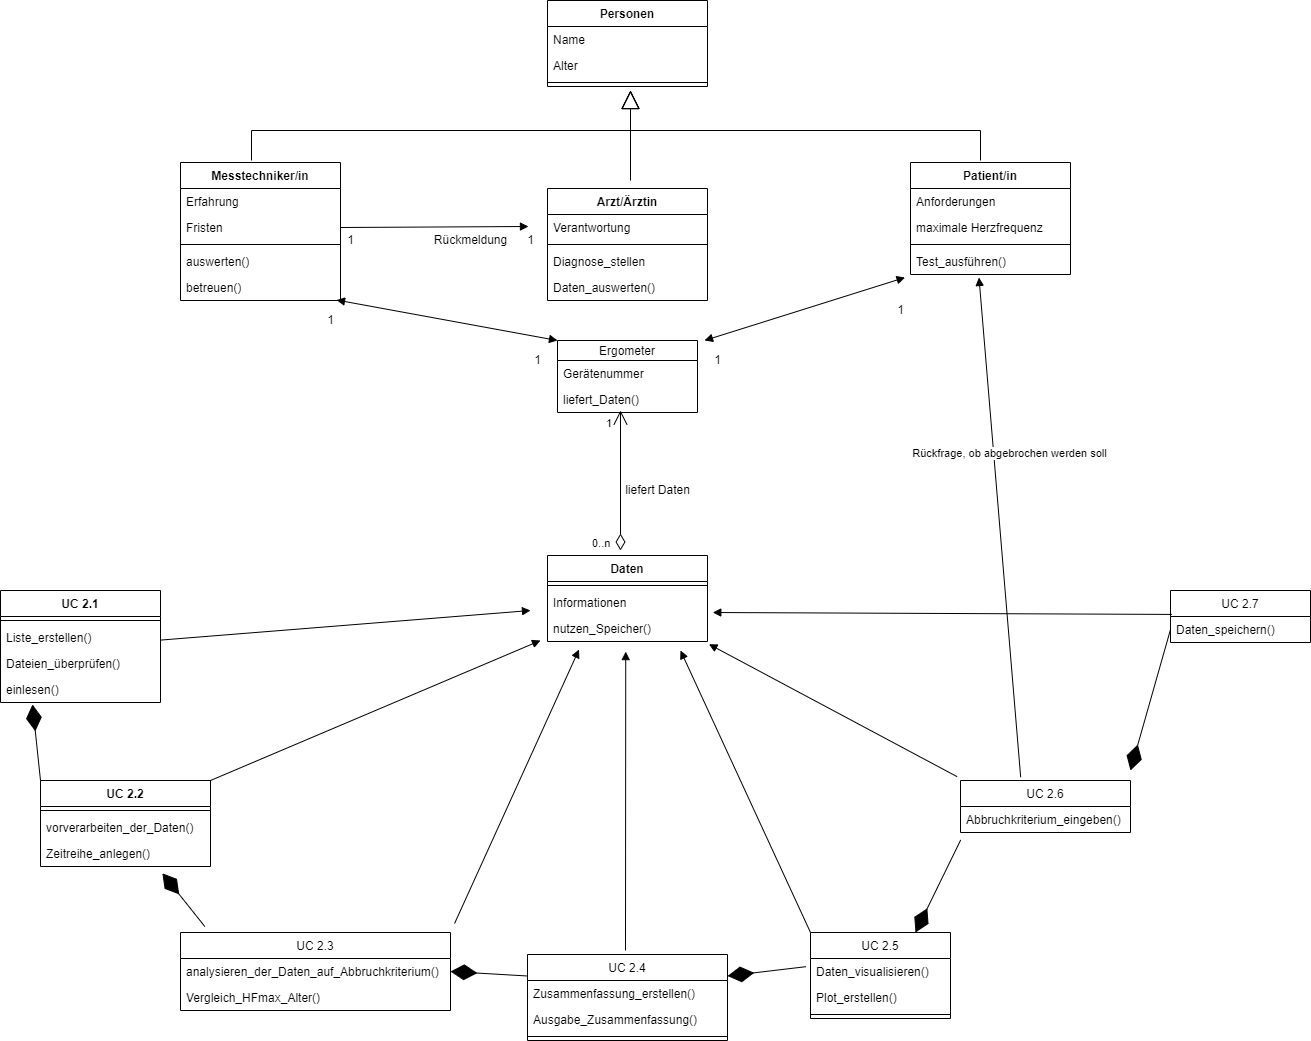 Personen
Name
Alter
Messtechniker/in
Erfahrung
Fristen
auswerten()
betreuen()
1
Rückmeldung
1
Arzt/Ärztin
Verantwortung
Diagnose_stellen
Daten_auswerten()
Patient/in
Anforderungen
maximale Herzfrequenz
Test_ausführen()
1
1
1
1
Ergometer
Gerätenummer
liefert_Daten()
1
Rückfrage, ob abgebrochen werden soll
liefert Daten
0..n
Daten
Informationen
nutzen_Speicher()
UC 2.1
Liste_erstellen()
Dateien_überprüfen()
einlesen()
UC 2.7
Daten_speichern()
UC 2.2
vorverarbeiten_der_Daten()
Zeitreihe_anlegen()
UC 2.6
Abbruchkriterium_eingeben()
UC 2.3
analysieren_der_Daten_auf_Abbruchkriterium()
Vergleich_HFmax_Alter()
UC 2.4
Zusammenfassung_erstellen()
Ausgabe_Zusammenfassung()
UC 2.5
Daten_visualisieren()
Plot_erstellen()